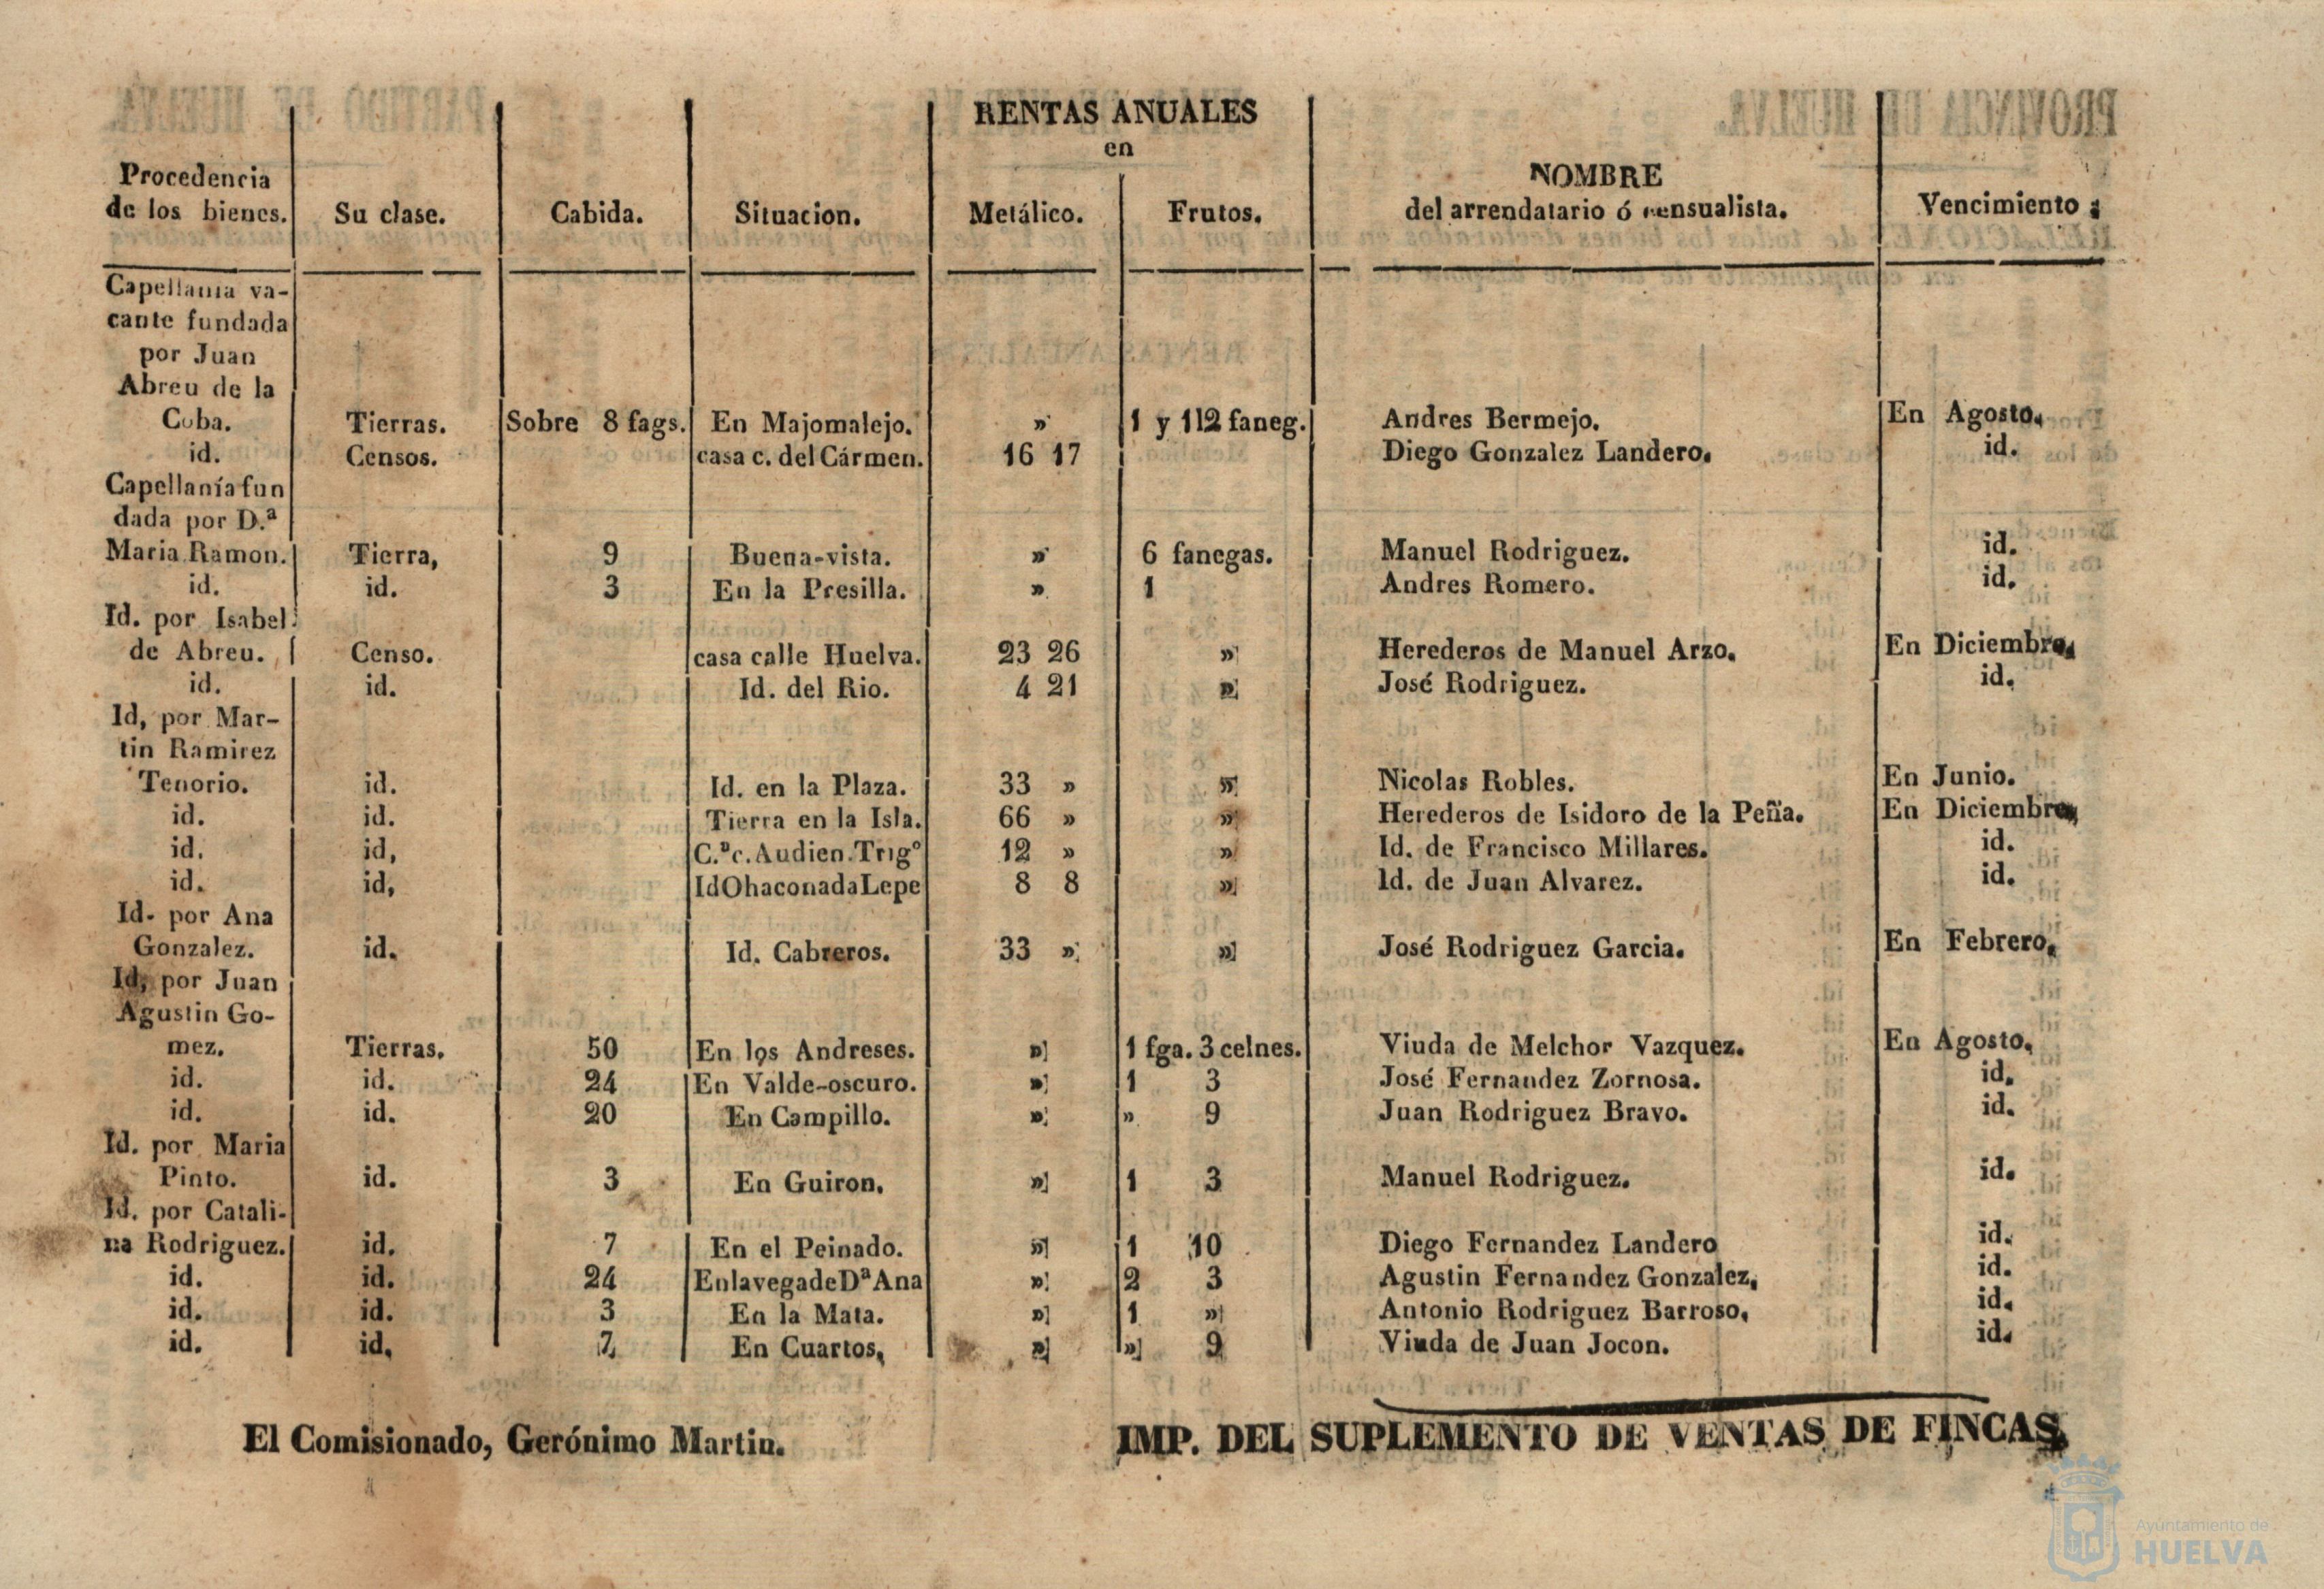 RENTAS ANUALES
en
Procedencia de los bienes. Su clase. Cabida. Situacion. Metálico. Frutos. NOMBRE del arrendatario ó censualista. Vencimiento.
Capellania va-
cante fundada
por Juan
Abreu de la
Coba. Tierras. Sobre 8 fags. En Majomalejo. » 1 y 1|2 faneg. Andres Bermejo. En Agosto.
id. Censos. casa c. del Cármen. 16 17 Diego Gonzalez Landero. id.
Capellanía fun
dada por D.ª
Maria Ramon. Tierra, 9 Buena-vista. » 6 fanegas. Manuel Rodriguez. id.
id. id. 3 En la Presilla. » 1 Andres Romero. id.
Id. por Isabel
de Abreu. Censo. casa calle Huelva. 23 26 » Herederos de Manuel Arzo. En Diciembre.
id. id. Id. del Rio. 4 21 » José Rodriguez. id.
Id, por Mar-
tin Ramirez
Tenorio. id. Id. en la Plaza. 33 » » Nicolas Robles. En Junio.
id. id. Tierra en la Isla. 66 » » Herederos de Isidoro de la Peña. En Diciembre
id. id, C.ª c. Audien. Trigº 12 » » Id. de Francisco Millares. id.
id. id, Id Ohaconada Lepe 8 8 » Id. de Juan Alvarez. id.
Id. por Ana
Gonzalez. id. Id. Cabreros. 33 » » José Rodriguez Garcia. En Febrero.
Id, por Juan
Agustin Go-
mez. Tierras. 50 En los Andreses. » 1 fga. 3 celnes. Viuda de Melchor Vazquez. En Agosto.
id. id. 24 En Valde-oscuro. » 1 3 José Fernandez Zornosa. id.
id. id. 20 En Campillo. » » 9 Juan Rodriguez Bravo. id.
Id. por Maria
Pinto. id. 3 En Guiron. » 1 3 Manuel Rodriguez. id.
Id. por Catali-
na Rodriguez. id. 7 En el Peinado. » 1 10 Diego Fernandez Landero id.
id. id. 24 En la vega de Dª Ana » 2 3 Agustin Fernandez Gonzalez, id.
id. id. 3 En la Mata. » 1 » Antonio Rodriguez Barroso, id.
id. id, 7 En Cuartos, » » 9 Viuda de Juan Jocon. id.
El Comisionado, Gerónimo Martin.
IMP. DEL SUPLEMENTO DE VENTAS DE FINCAS
Ayuntamiento de
HUELVA